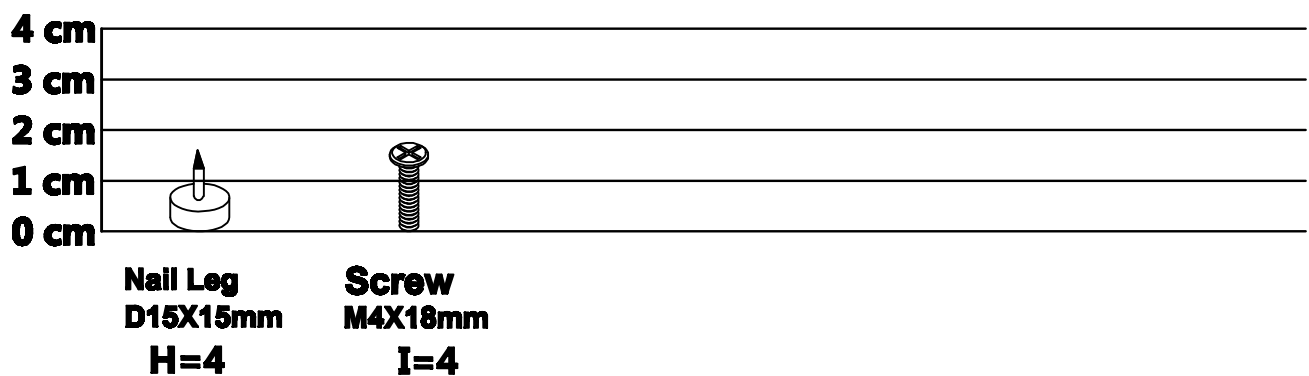 4 cm
3 cm
2 cm
1 cm
0 cm
Nail Leg
D15X15mm
H=4
Screw
M4X18mm
I=4